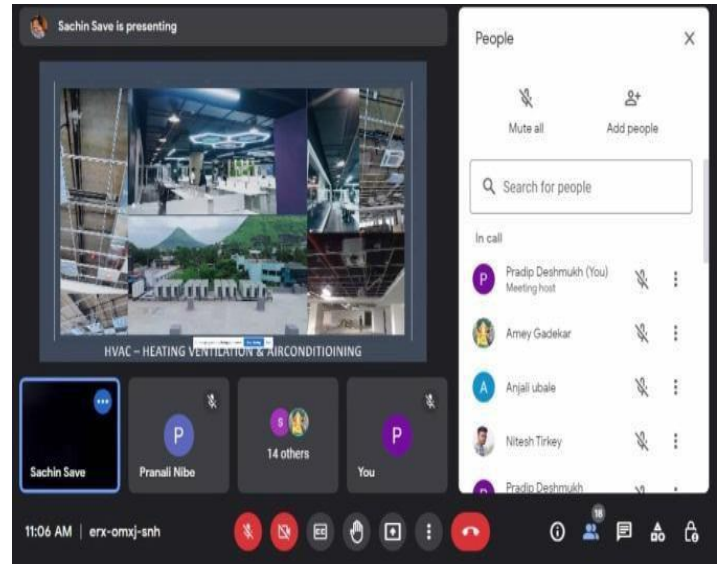 Sachin Save is presenting
HVAC – HEATING VENTILATION & AIRCONDITIOINING
Sachin Save
P
Pranali Nibe
S
14 others
P
You
11:06 AM | erx-omxj-snh
People
Mute all
Add people
Search for people
In call
P
Pradip Deshmukh (You)
Meeting host
Amey Gadekar
A
Anjali ubale
Nitesh Tirkey
Pradip Deshmukh
18